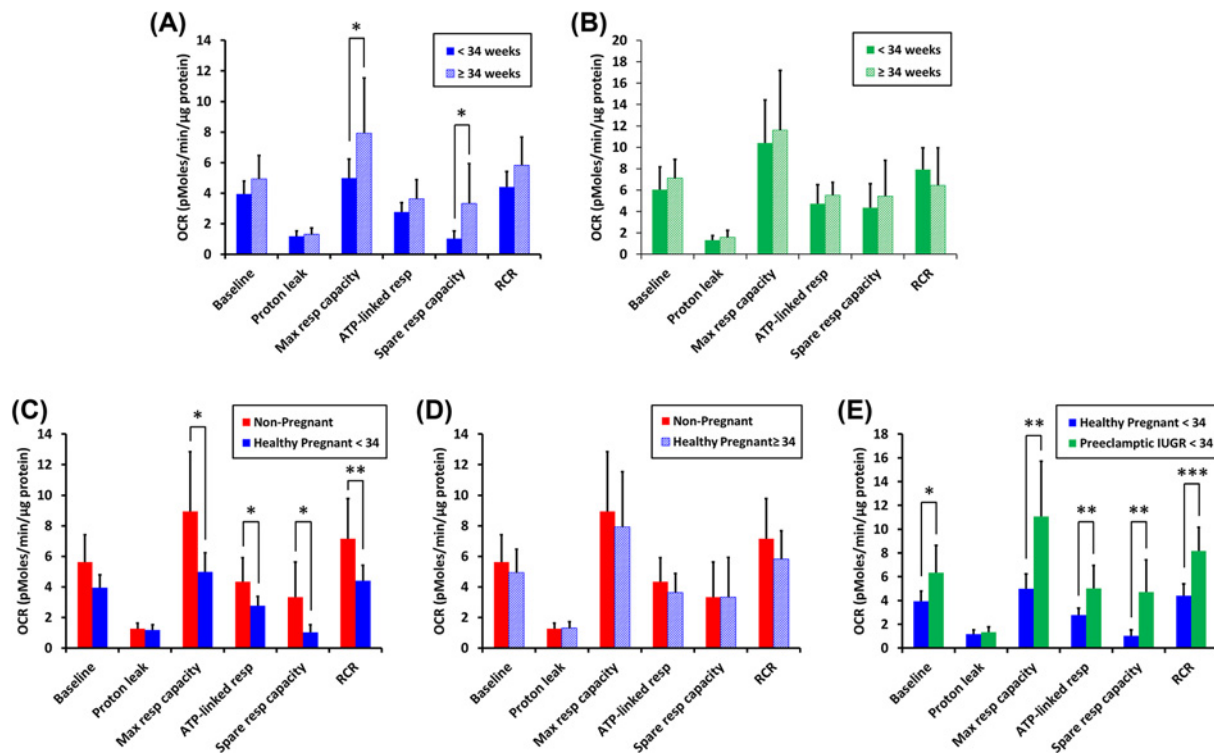 (A)
*
*
< 34 weeks
≥ 34 weeks
OCR (pMoles/min/µg protein)
14
12
10
8
6
4
2
0
Baseline
Proton leak
Max resp capacity
ATP-linked resp
Spare resp capacity
RCR
(B)
< 34 weeks
≥ 34 weeks
OCR (pMoles/min/µg protein)
20
18
16
14
12
10
8
6
4
2
0
Baseline
Proton leak
Max resp capacity
ATP-linked resp
Spare resp capacity
RCR
(C)
Non-Pregnant
Healthy Pregnant < 34
*
*
*
**
OCR (pMoles/min/µg protein)
14
12
10
8
6
4
2
0
Baseline
Proton leak
Max resp capacity
ATP-linked resp
Spare resp capacity
RCR
(D)
Non-Pregnant
Healthy Pregnant≥ 34
OCR (pMoles/min/µg protein)
14
12
10
8
6
4
2
0
Baseline
Proton leak
Max resp capacity
ATP-linked resp
Spare resp capacity
RCR
(E)
Healthy Pregnant < 34
Preeclamptic IUGR < 34
*
**
**
**
***
OCR (pMoles/min/µg protein)
18
16
14
12
10
8
6
4
2
0
Baseline
Proton leak
Max resp capacity
ATP-linked resp
Spare resp capacity
RCR